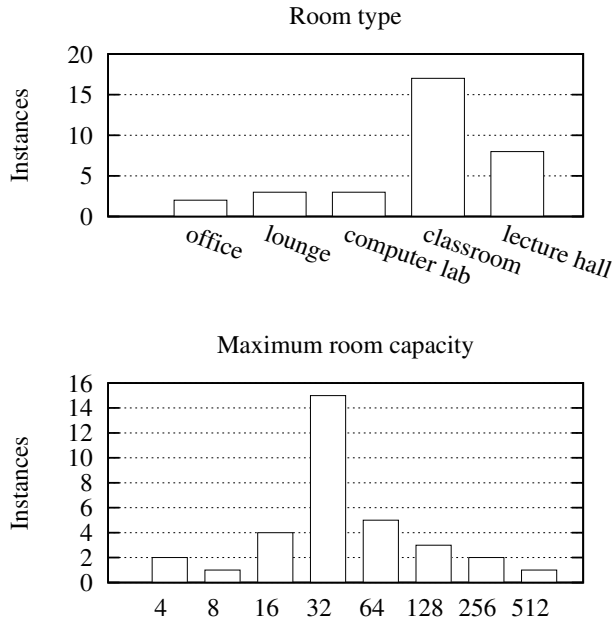 Room type
Instances
20
15
10
5
0
office
lounge
computer lab
classroom
lecture hall
Maximum room capacity
Instances
16
14
12
10
8
6
4
2
0
4 8 16 32 64 128 256 512